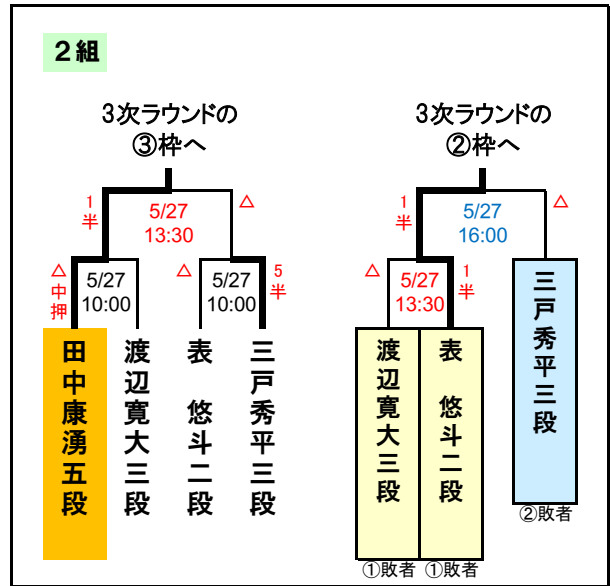 2組
3次ラウンドの
③枠へ
1半
5/27
13:30
△
△中押
5/27
10:00
△
5/27
10:00
5半
田中康湧五段
渡辺寛大三段
表 悠斗二段
三戸秀平三段
3次ラウンドの
②枠へ
1半
5/27
16:00
△
△
5/27
13:30
1半
渡辺寛大三段
表 悠斗二段
三戸秀平三段
①敗者
①敗者
②敗者